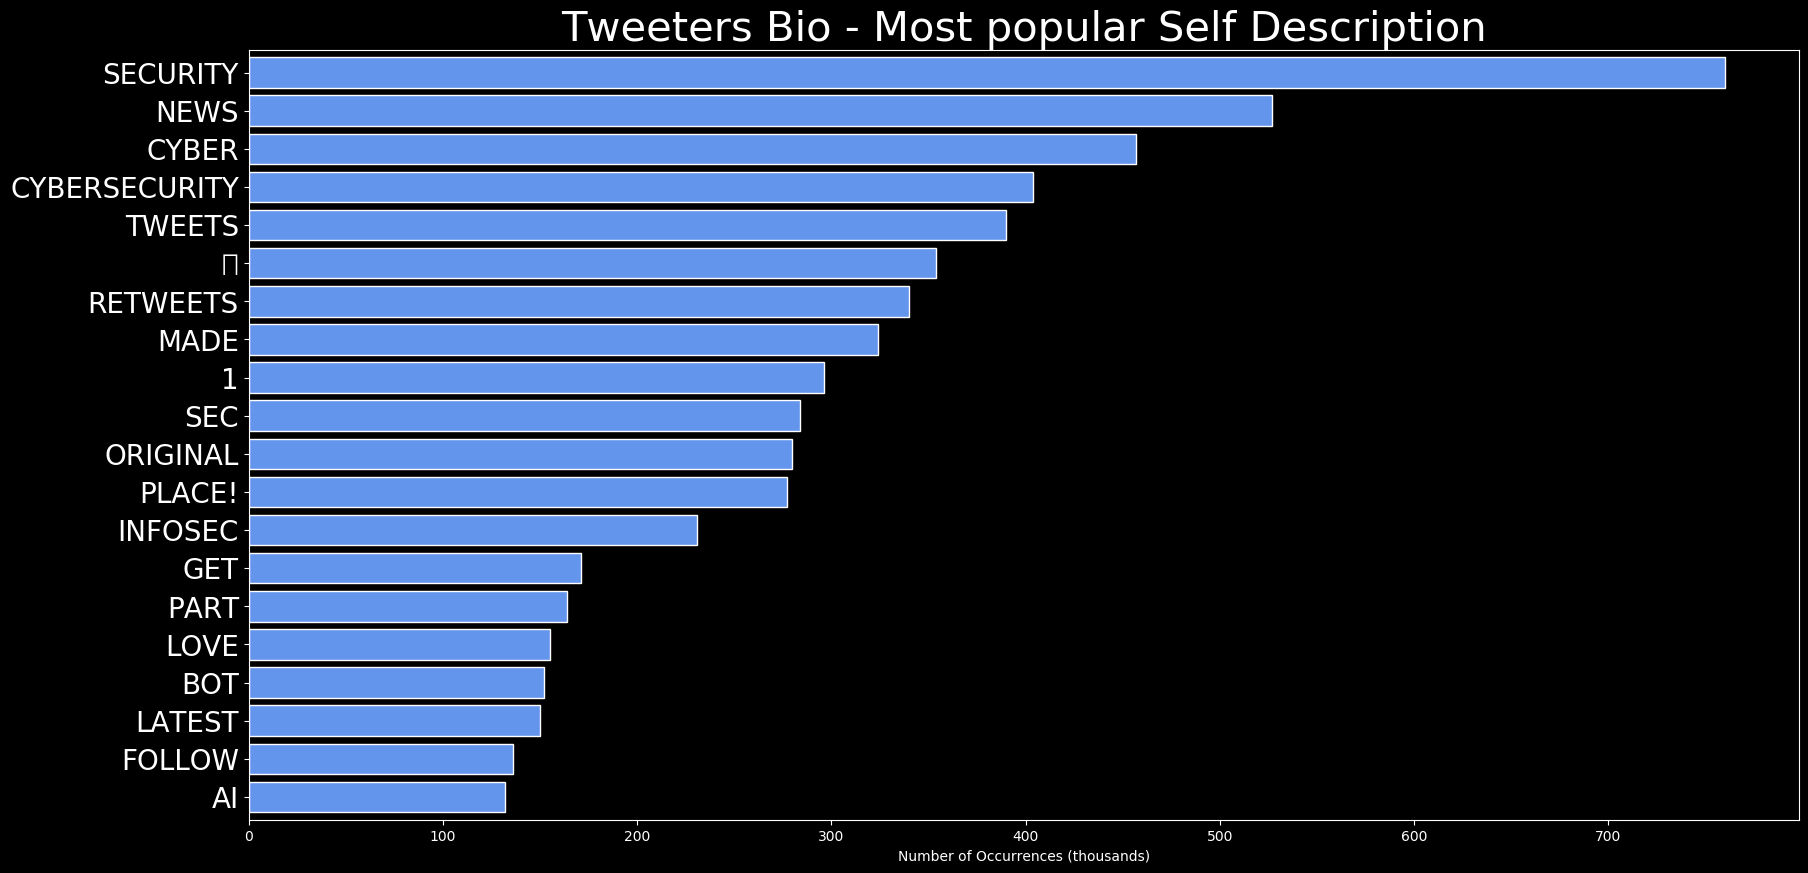 Tweeters Bio - Most popular Self Description
SECURITY
NEWS
CYBER
CYBERSECURITY
TWEETS
RETWEETS
MADE
1
SEC
ORIGINAL
PLACE!
INFOSEC
GET
PART
LOVE
BOT
LATEST
FOLLOW
AI
0 100 200 300 400 500 600 700
Number of Occurrences (thousands)